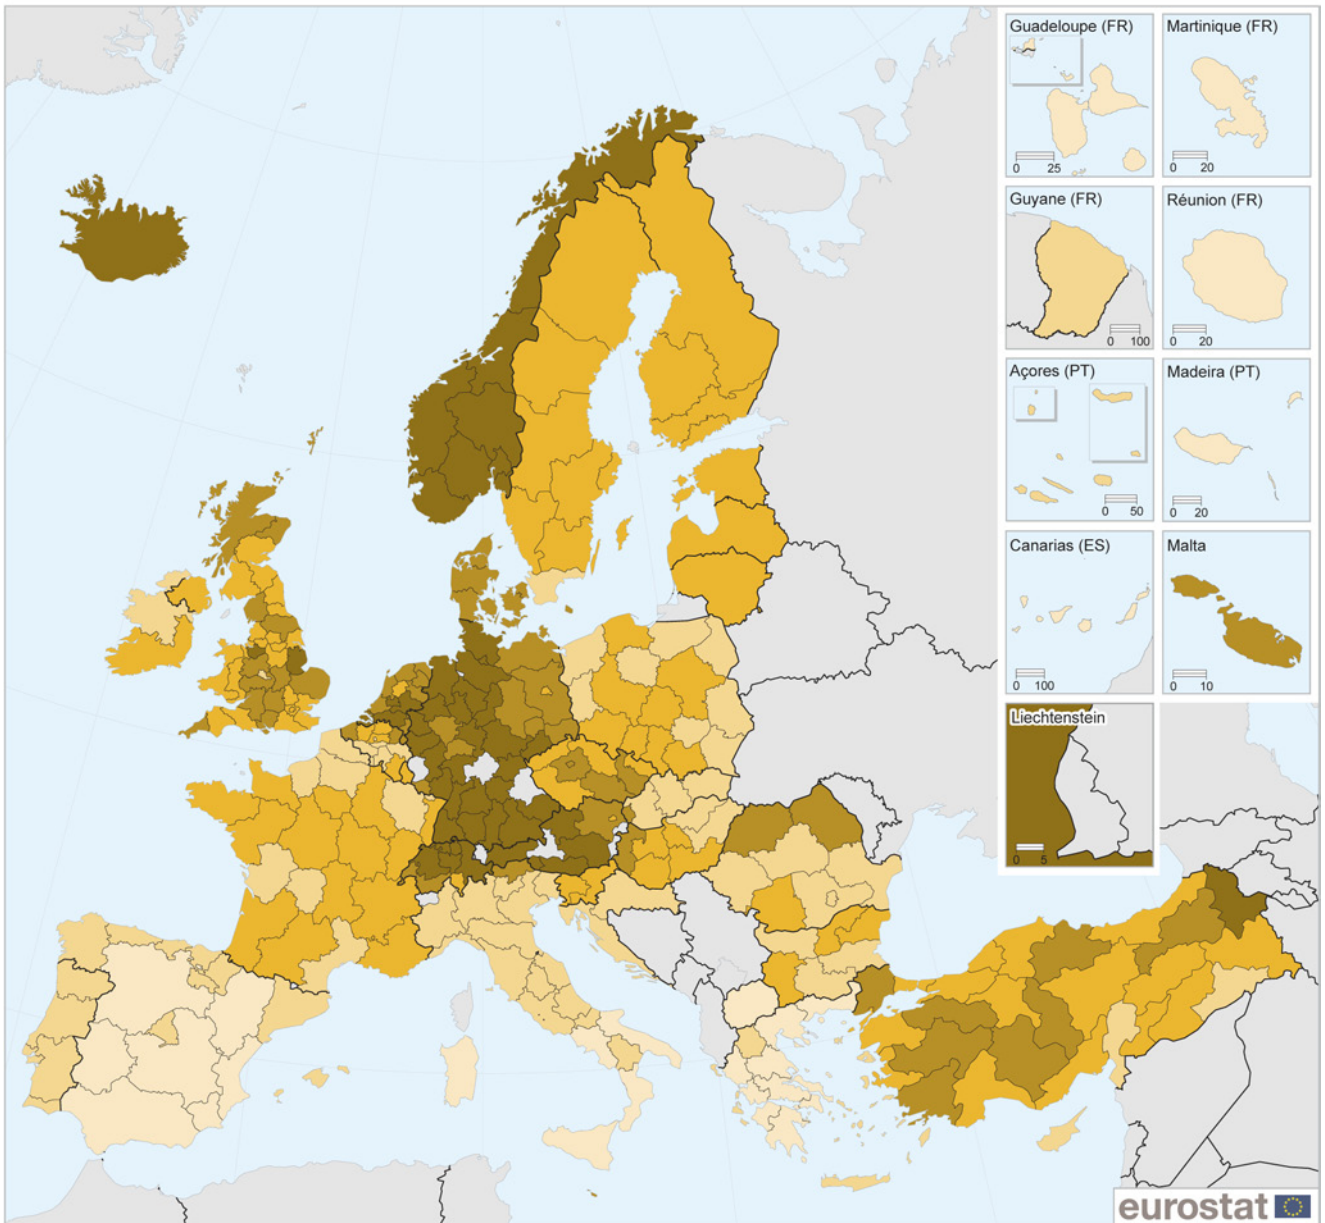 Guadeloupe (FR)
0 25
Martinique (FR)
0 20
Guyane (FR)
0 100
Réunion (FR)
0 20
Açores (PT)
0 50
Madeira (PT)
0 20
Canarias (ES)
0 100
Malta
0 10
Liechtenstein
0 5
eurostat